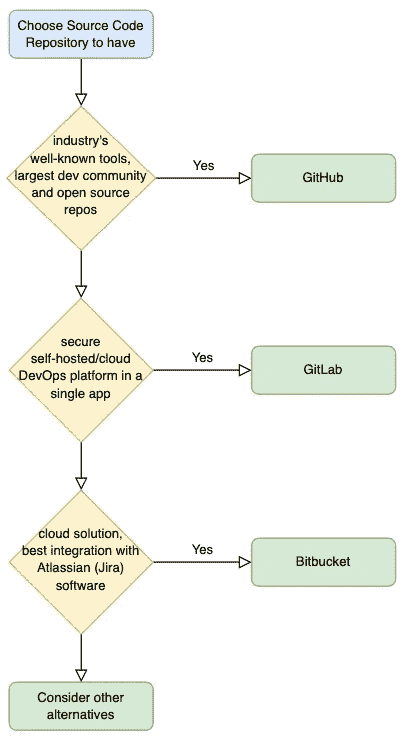 Choose Source Code
Repository to have
industry's
well-known tools,
largest dev community
and open source
repos
Yes
GitHub
secure
self-hosted/cloud
DevOps platform in a
single app
Yes
GitLab
cloud solution,
best integration with
Atlassian (Jira)
software
Yes
Bitbucket
Consider other
alternatives